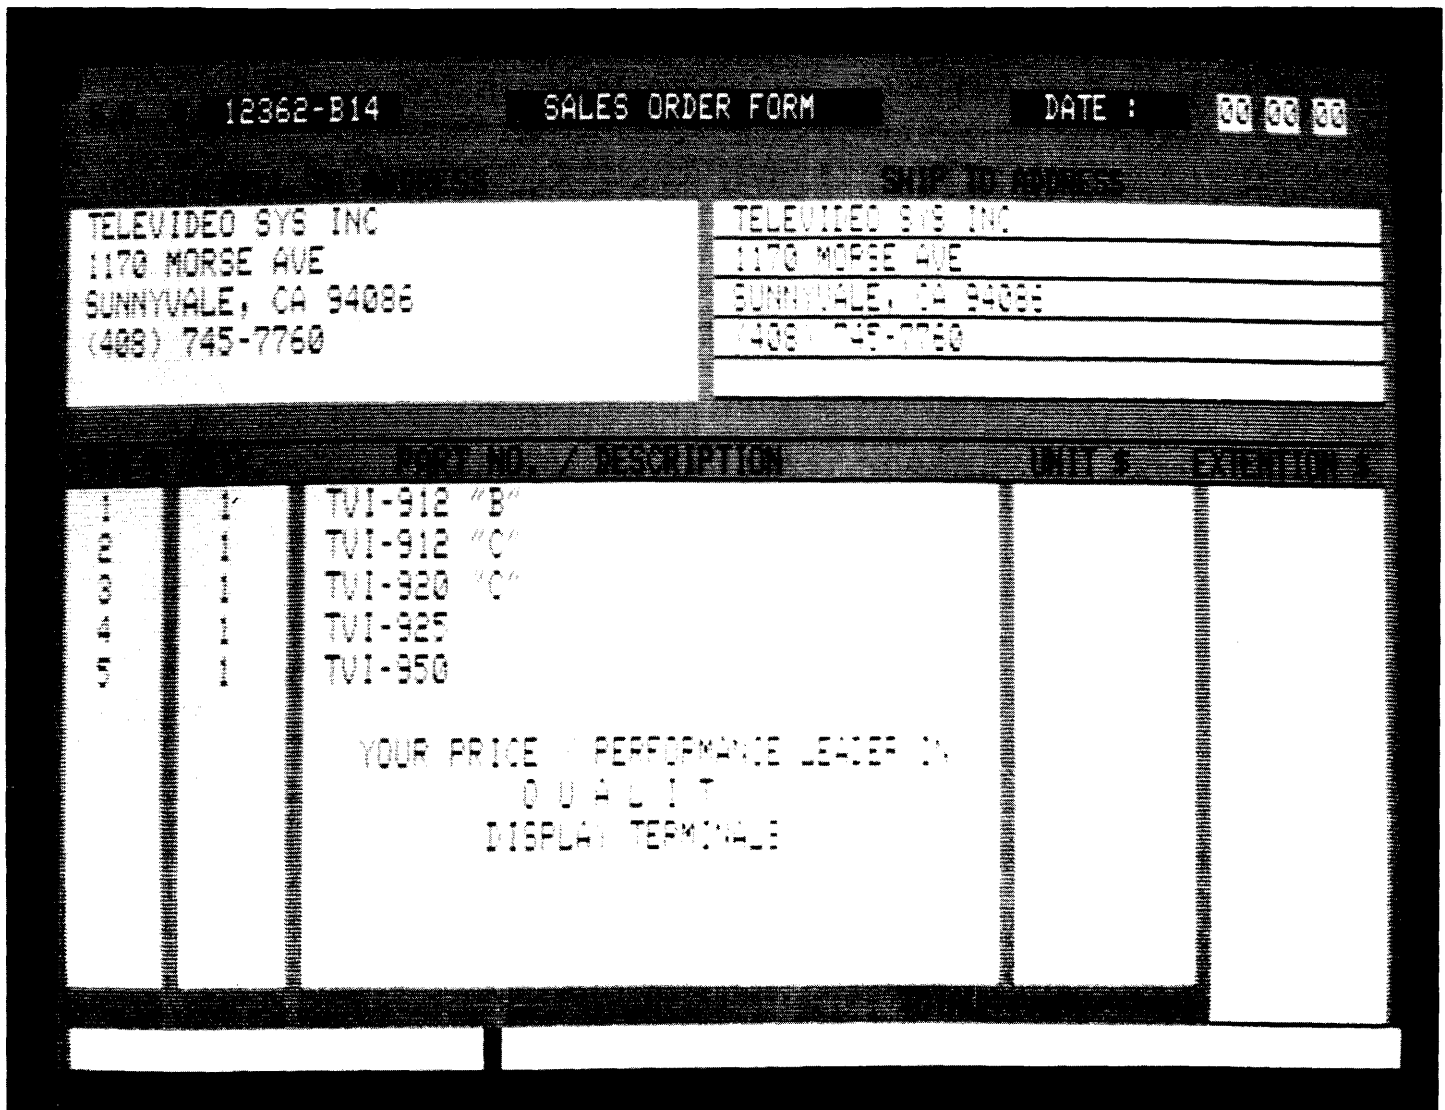 12362-B14 SALES ORDER FORM DATE : 00 00 00
ADDRESS SHIP TO ADDRESS
TELEVIDEO SYS INC
1170 MORSE AVE
SUNNYVALE, CA 94086
(408) 745-7760
TELEVIDEO SYS INC
1170 MORSE AVE
SUNNYVALE, CA 94086
(408) 745-7760
PART NO. / DESCRIPTION UNIT $ EXTENTION $
1 1 TVI-912 "B"
2 1 TVI-912 "C"
3 1 TVI-920 "C"
4 1 TVI-925
5 1 TVI-950
YOUR PRICE / PERFORMANCE LEADER IN
Q U A L I T
DISPLAY TERMINALS